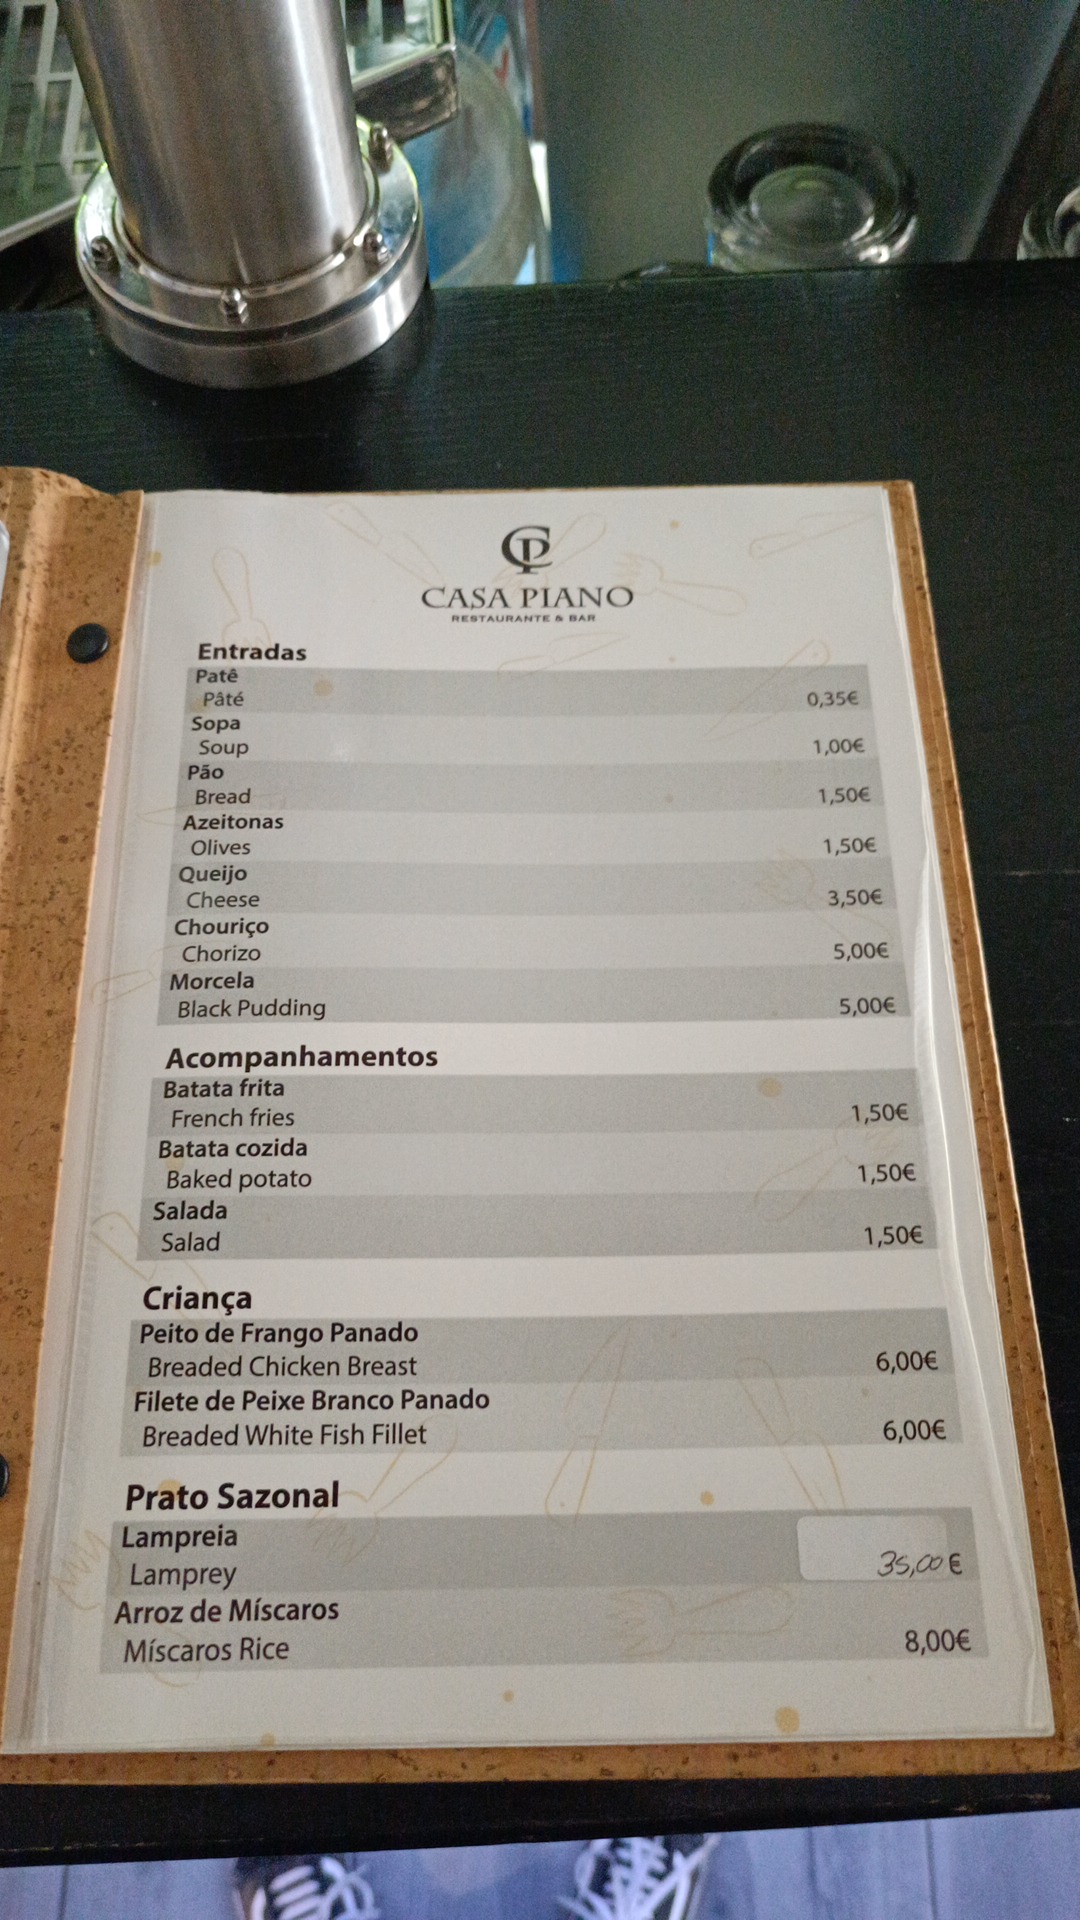 CP
CASA PIANO
RESTAURANTE & BAR
Entradas
Patê
Pâté 0,35€
Sopa
Soup 1,00€
Pão
Bread 1,50€
Azeitonas
Olives 1,50€
Queijo
Cheese 3,50€
Chouriço
Chorizo 5,00€
Morcela
Black Pudding 5,00€
Acompanhamentos
Batata frita
French fries 1,50€
Batata cozida
Baked potato 1,50€
Salada
Salad 1,50€
Criança
Peito de Frango Panado
Breaded Chicken Breast 6,00€
Filete de Peixe Branco Panado
Breaded White Fish Fillet 6,00€
Prato Sazonal
Lampreia
Lamprey 35,00€
Arroz de Míscaros
Míscaros Rice 8,00€